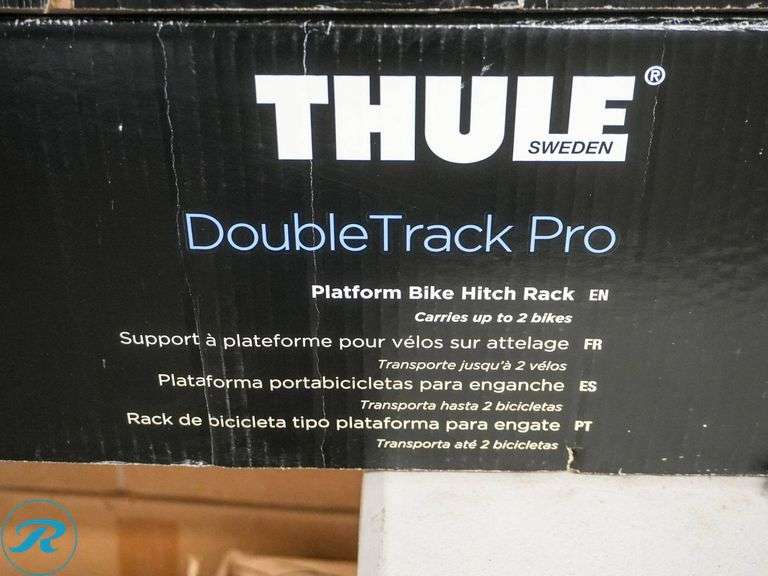 THULE®
SWEDEN
DoubleTrack Pro
Platform Bike Hitch Rack EN
Carries up to 2 bikes
Support à plateforme pour vélos sur attelage FR
Transporte jusqu'à 2 vélos
Plataforma portabicicletas para enganche ES
Transporta hasta 2 bicicletas
Rack de bicicleta tipo plataforma para engate PT
Transporta até 2 bicicletas
R